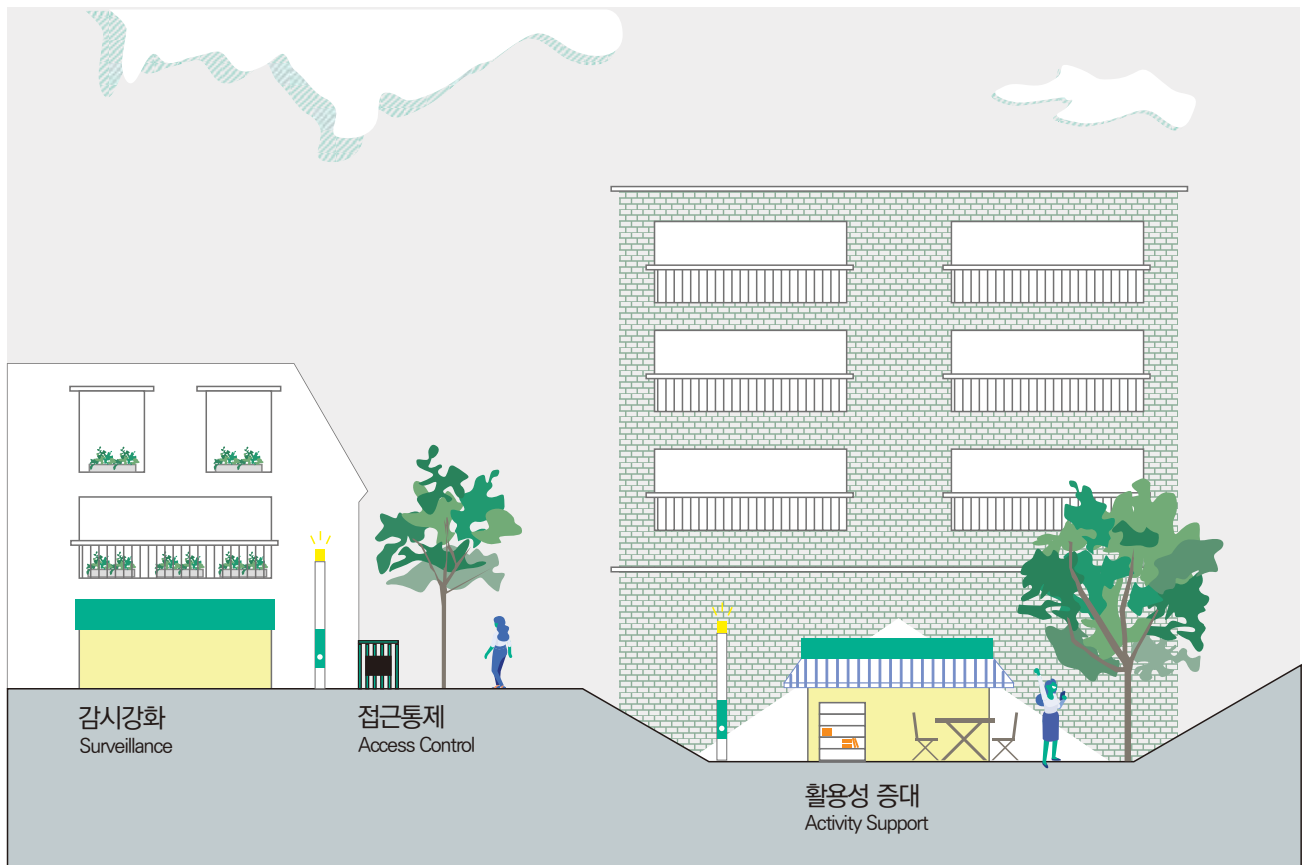 감시강화
Surveillance
접근통제
Access Control
활용성 증대
Activity Support